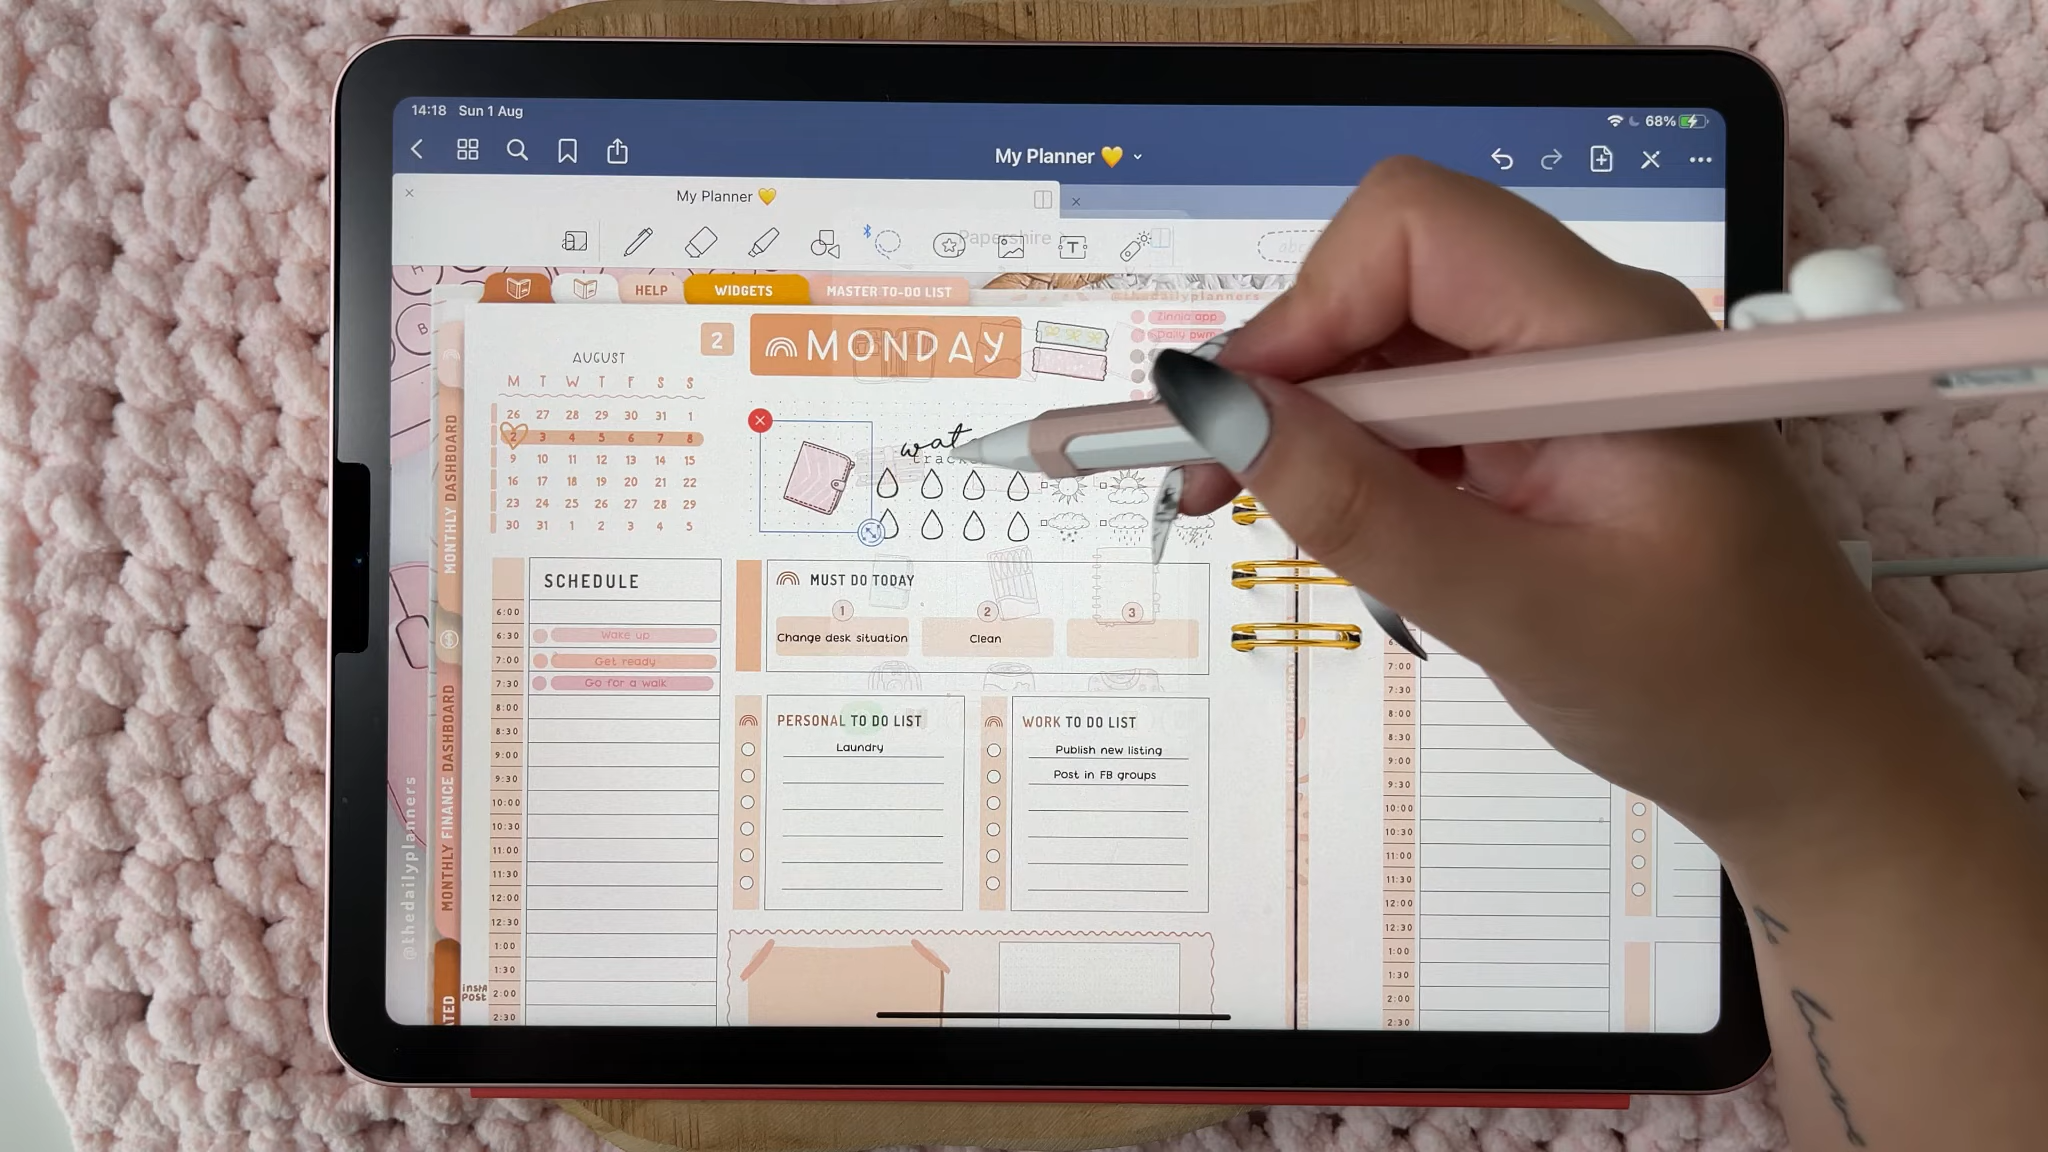 14:18 Sun 1 Aug
68%
My Planner 💛
My Planner 💛
Papershire
HELP
WIDGETS
MASTER TO-DO LIST
@thedailyplanners
Zinnia app
Daily pwm
2
MONDAY
AUGUST
M T W T F S S
26 27 28 29 30 31 1
2 3 4 5 6 7 8
9 10 11 12 13 14 15
16 17 18 19 20 21 22
23 24 25 26 27 28 29
30 31 1 2 3 4 5
MONTHLY DASHBOARD
MONTHLY FINANCE DASHBOARD
@thedailyplanners
SCHEDULE
6:00
6:30 Wake up
7:00 Get ready
7:30 Go for a walk
8:00
8:30
9:00
9:30
10:00
10:30
11:00
11:30
12:00
12:30
1:00
1:30
INSTA POST 2:00
2:30
MUST DO TODAY
1 2 3
Change desk situation
Clean
PERSONAL TO DO LIST
Laundry
WORK TO DO LIST
Publish new listing
Post in FB groups
7:00
7:30
8:00
8:30
9:00
9:30
10:00
10:30
11:00
11:30
12:00
12:30
1:00
1:30
2:00
2:30